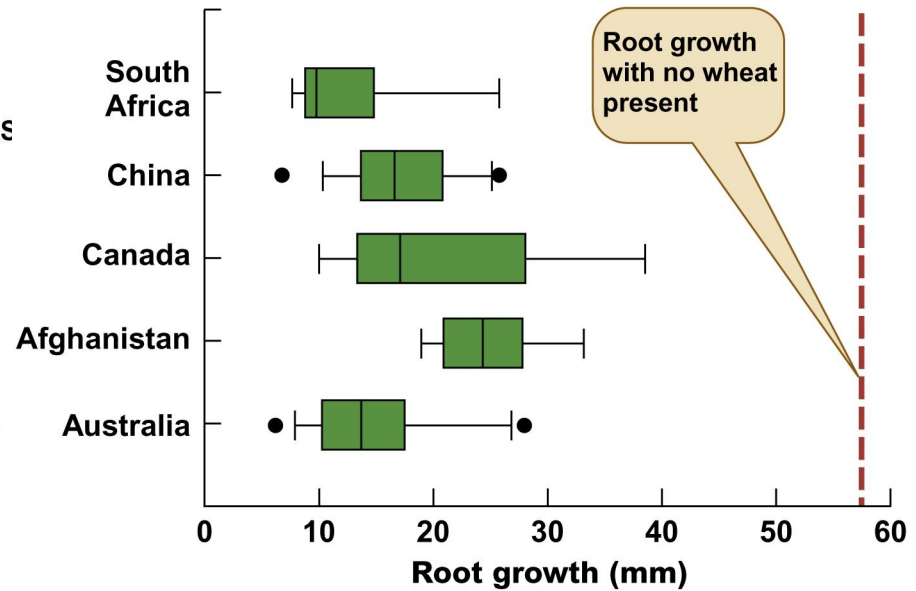 Root growth
with no wheat
present
South
Africa
China
Canada
Afghanistan
Australia
0 10 20 30 40 50 60
Root growth (mm)